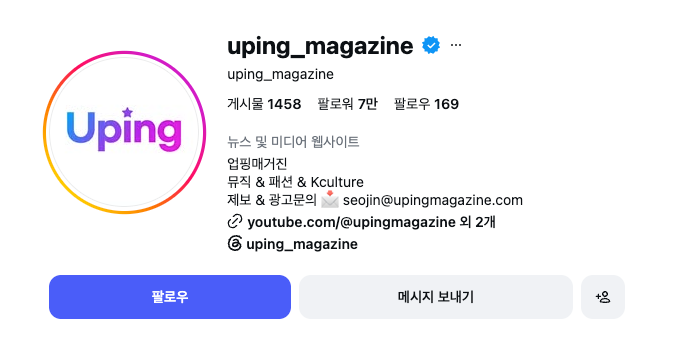 Uping
uping_magazine
uping_magazine
게시물 1458 팔로워 7만 팔로우 169
뉴스 및 미디어 웹사이트
업핑매거진
뮤직 & 패션 & Kculture
제보 & 광고문의 📩 seojin@upingmagazine.com
youtube.com/@upingmagazine 외 2개
uping_magazine
팔로우
메시지 보내기